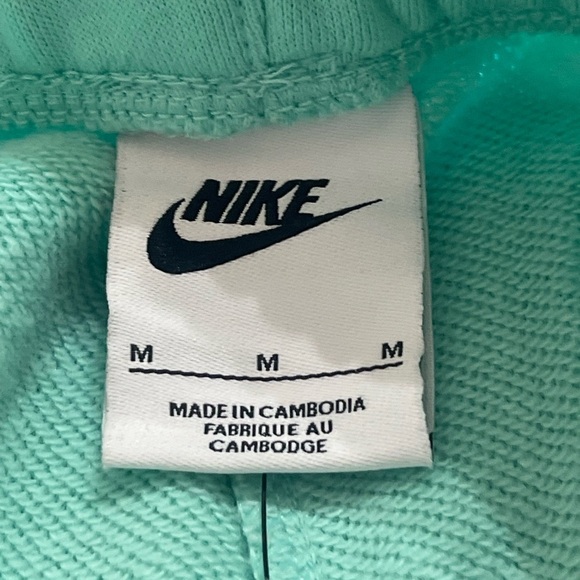 NIKE
M M M
MADE IN CAMBODIA
FABRIQUE AU
CAMBODGE